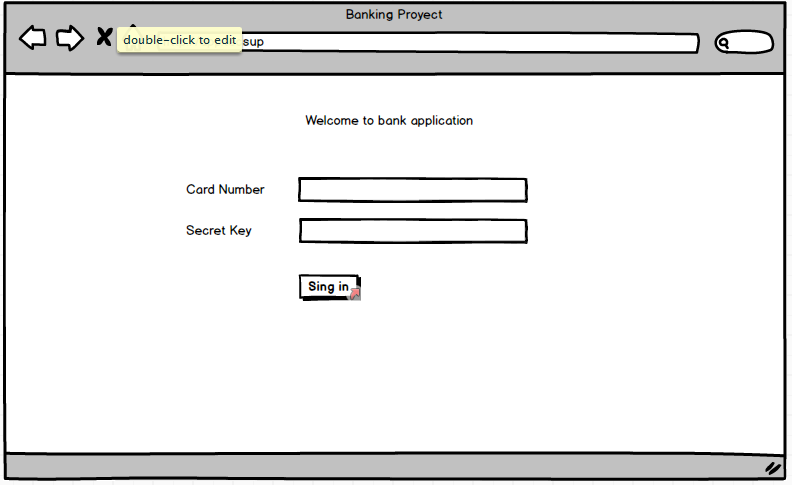 Banking Proyect
double-click to edit
sup
Welcome to bank application
Card Number
Secret Key
Sing in